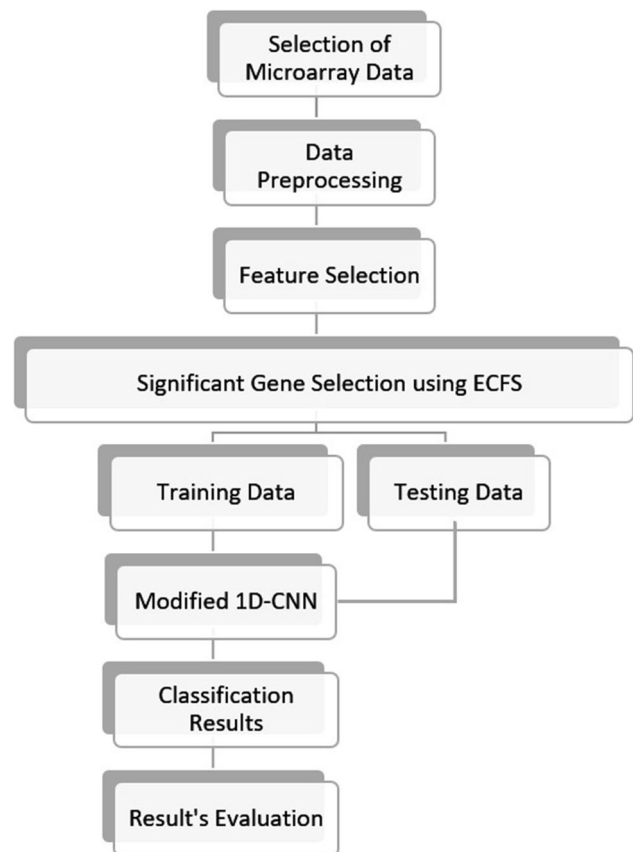 Selection of
Microarray Data
Data
Preprocessing
Feature Selection
Significant Gene Selection using ECFS
Training Data
Testing Data
Modified 1D-CNN
Classification
Results
Result's Evaluation